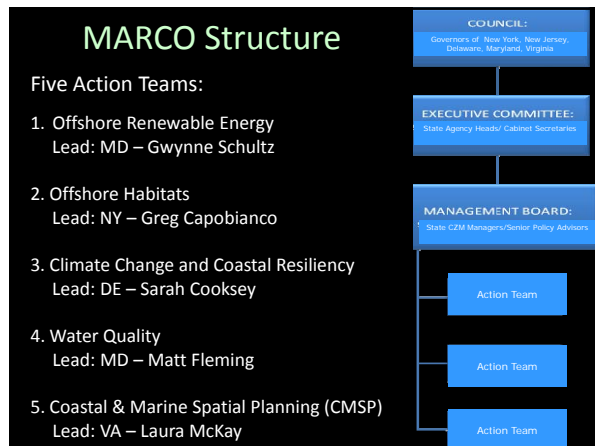 MARCO Structure
Five Action Teams:
1. Offshore Renewable Energy
Lead: MD – Gwynne Schultz
2. Offshore Habitats
Lead: NY – Greg Capobianco
3. Climate Change and Coastal Resiliency
Lead: DE – Sarah Cooksey
4. Water Quality
Lead: MD – Matt Fleming
5. Coastal & Marine Spatial Planning (CMSP)
Lead: VA – Laura McKay
COUNCIL:
Governors of New York, New Jersey,
Delaware, Maryland, Virginia
EXECUTIVE COMMITTEE:
State Agency Heads/ Cabinet Secretaries
MANAGEMENT BOARD:
State CZM Managers/Senior Policy Advisors
Action Team
Action Team
Action Team